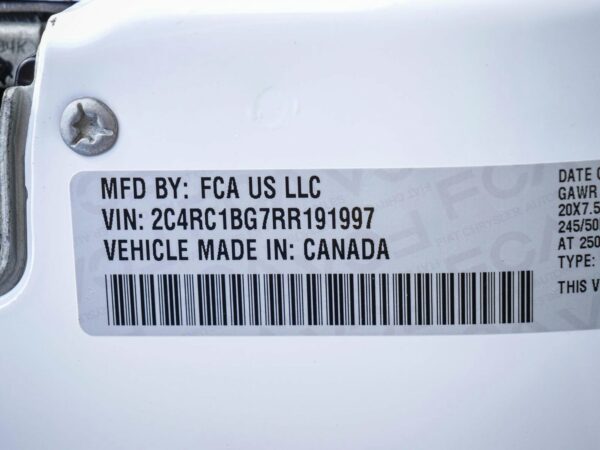 MFD BY: FCA US LLC
VIN: 2C4RC1BG7RR191997
VEHICLE MADE IN: CANADA
DATE O
GAWR
20X7.5
245/50
AT 250
TYPE:
THIS V